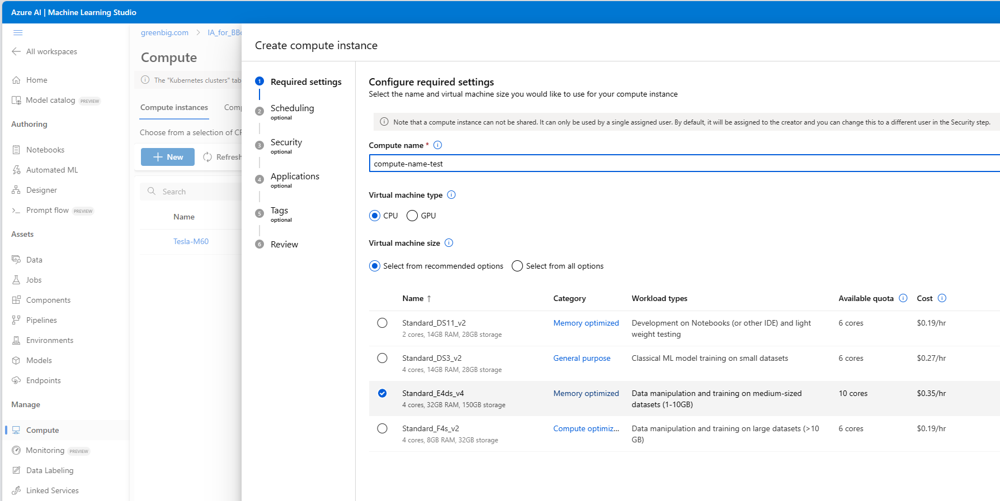 Azure AI | Machine Learning Studio
All workspaces
Home
Model catalog PREVIEW
Authoring
Notebooks
Automated ML
Designer
Prompt flow PREVIEW
Assets
Data
Jobs
Components
Pipelines
Environments
Models
Endpoints
Manage
Compute
Monitoring PREVIEW
Data Labeling
Linked Services
greenbig.com > IA_for_BB
Compute
The "Kubernetes clusters" tab
Compute instances Comp
Choose from a selection of CP
New Refresh
Search
Name
Tesla-M60
Create compute instance
1 Required settings
2 Scheduling
optional
3 Security
optional
4 Applications
optional
5 Tags
optional
6 Review
Configure required settings
Select the name and virtual machine size you would like to use for your compute instance
Note that a compute instance can not be shared. It can only be used by a single assigned user. By default, it will be assigned to the creator and you can change this to a different user in the Security step.
Compute name *
compute-name-test
Virtual machine type
CPU GPU
Virtual machine size
Select from recommended options Select from all options
Name ↑ Category Workload types Available quota Cost
Standard_DS11_v2 Memory optimized Development on Notebooks (or other IDE) and light 6 cores $0.19/hr
2 cores, 14GB RAM, 28GB storage weight testing
Standard_DS3_v2 General purpose Classical ML model training on small datasets 6 cores $0.27/hr
4 cores, 14GB RAM, 28GB storage
Standard_E4ds_v4 Memory optimized Data manipulation and training on medium-sized 10 cores $0.35/hr
4 cores, 32GB RAM, 150GB storage datasets (1-10GB)
Standard_F4s_v2 Compute optimiz... Data manipulation and training on large datasets (>10 6 cores $0.19/hr
4 cores, 8GB RAM, 32GB storage GB)